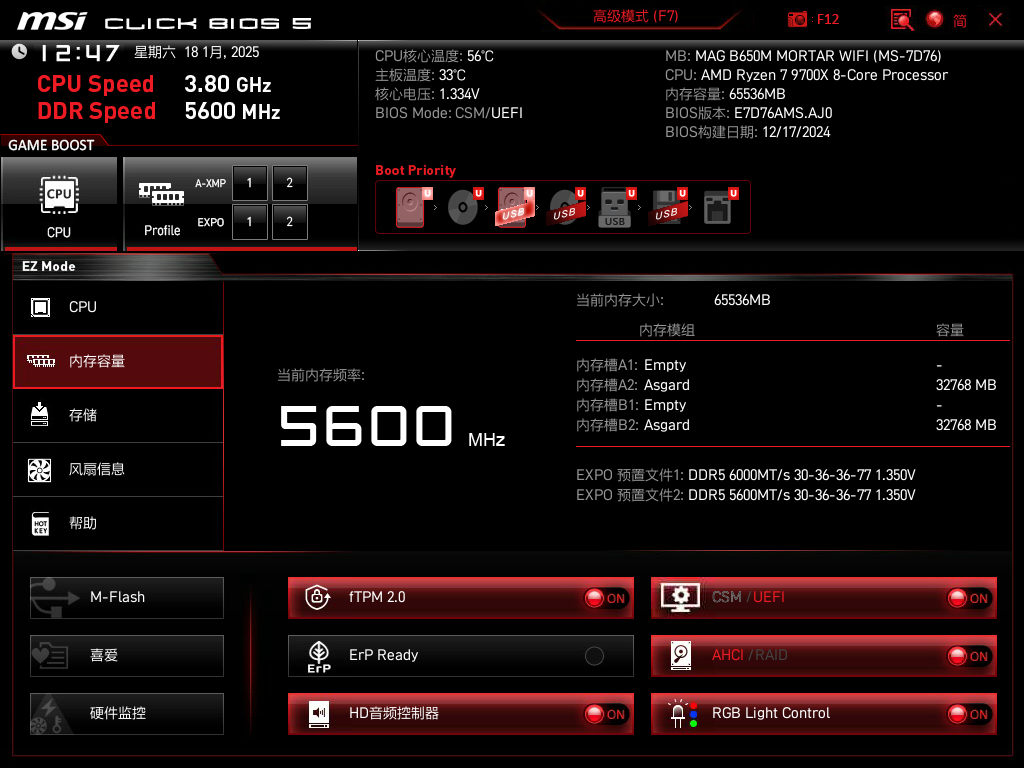 msi CLICK BIOS 5
高级模式 (F7)
F12
简
12:47 星期六 18 1月, 2025
CPU Speed 3.80 GHz
DDR Speed 5600 MHz
CPU核心温度: 56℃
主板温度: 33℃
核心电压: 1.334V
BIOS Mode: CSM/UEFI
MB: MAG B650M MORTAR WIFI (MS-7D76)
CPU: AMD Ryzen 7 9700X 8-Core Processor
内存容量: 65536MB
BIOS版本: E7D76AMS.AJ0
BIOS构建日期: 12/17/2024
GAME BOOST
CPU
CPU
Profile
A-XMP 1 2
EXPO 1 2
Boot Priority
U U U U U U U
USB USB USB USB
EZ Mode
CPU
内存容量
存储
风扇信息
HOT KEY 帮助
当前内存频率:
5600 MHz
当前内存大小: 65536MB
内存模组 容量
内存槽A1: Empty -
内存槽A2: Asgard 32768 MB
内存槽B1: Empty -
内存槽B2: Asgard 32768 MB
EXPO 预置文件1: DDR5 6000MT/s 30-36-36-77 1.350V
EXPO 预置文件2: DDR5 5600MT/s 30-36-36-77 1.350V
M-Flash
喜爱
硬件监控
fTPM 2.0 ON
ErP ErP Ready
HD音频控制器 ON
CSM /UEFI ON
AHCI /RAID ON
RGB Light Control ON